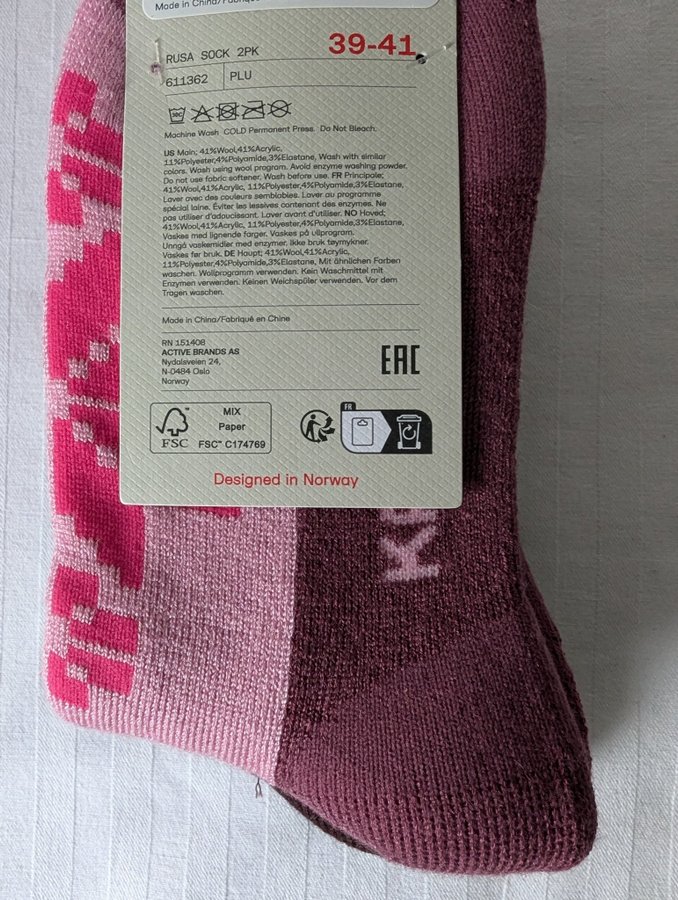 Made in China/Fabriqué
RUSA SOCK 2PK
39-41
611362 PLU
30C
Machine Wash COLD Permanent Press. Do Not Bleach.
US Main; 41%Wool,41%Acrylic,
11%Polyester,4%Polyamide,3%Elastane, Wash with similar
colors. Wash using wool program. Avoid enzyme washing powder.
Do not use fabric softener. Wash before use. FR Principale;
41%Wool,41%Acrylic, 11%Polyester,4%Polyamide,3%Elastane,
Laver avec des couleurs semblables. Laver au programme
spécial laine. Éviter les lessives contenant des enzymes. Ne
pas utiliser d'adoucissant. Laver avant d'utiliser. NO Hoved;
41%Wool,41%Acrylic, 11%Polyester,4%Polyamide,3%Elastane,
Vaskes med lignende farger. Vaskes på ullprogram.
Unngå vaskemidler med enzymer, ikke bruk tøymykner.
Vaskes før bruk. DE Haupt; 41%Wool,41%Acrylic,
11%Polyester,4%Polyamide,3%Elastane, Mit ähnlichen Farben
waschen. Wollprogramm verwenden. Kein Waschmittel mit
Enzymen verwenden. Keinen Weichspüler verwenden. Vor dem
Tragen waschen.
Made in China/Fabriqué en Chine
RN 151408
ACTIVE BRANDS AS
Nydalsveien 24,
N-0484 Oslo
Norway
EAC
FSC™
MIX
Paper
FSC™ C174769
FR
Designed in Norway